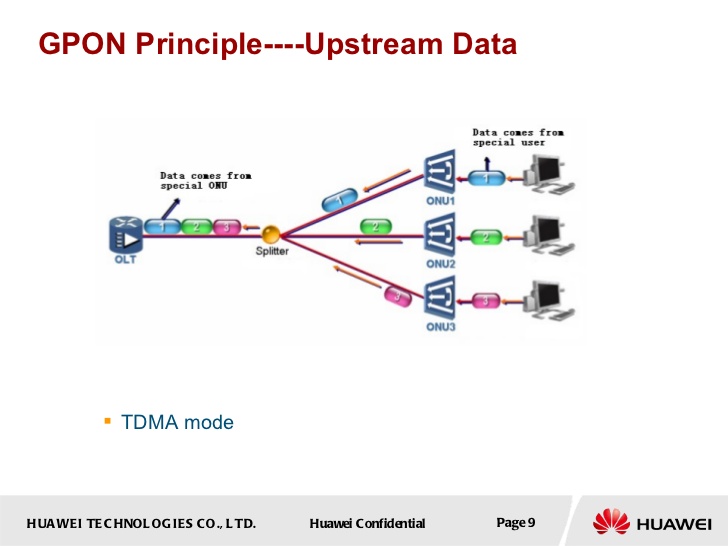 GPON Principle----Upstream Data
Data comes from
special user
Data comes from
special ONU
1
1
ONU1
1 2 3
2
2
OLT
Splitter
ONU2
3
3
ONU3
TDMA mode
HUAWEI TECHNOLOGIES CO., LTD.
Huawei Confidential
Page 9
HUAWEI